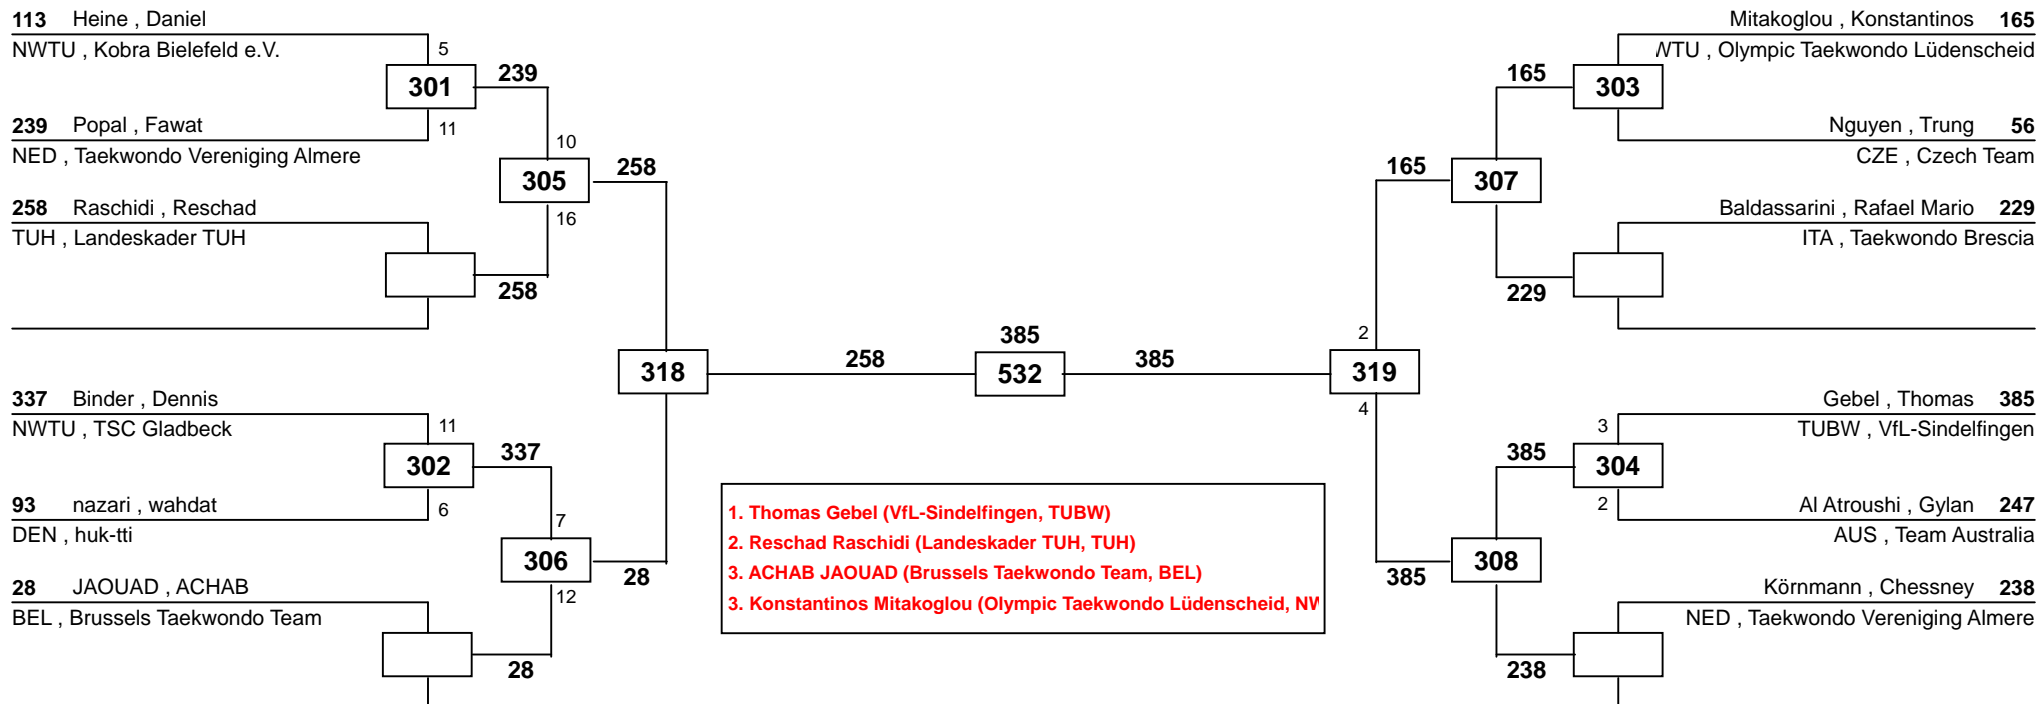 113 Heine , Daniel
NWTU , Kobra Bielefeld e.V.
5
301
239
239 Popal , Fawat
11
NED , Taekwondo Vereniging Almere
10
305
258
258 Raschidi , Reschad
16
TUH , Landeskader TUH
258
318
258
385
532
385
337 Binder , Dennis
11
NWTU , TSC Gladbeck
302
337
93 nazari , wahdat
6
DEN , huk-tti
7
306
28
28 JAOUAD , ACHAB
12
BEL , Brussels Taekwondo Team
28
1. Thomas Gebel (VfL-Sindelfingen, TUBW)
2. Reschad Raschidi (Landeskader TUH, TUH)
3. ACHAB JAOUAD (Brussels Taekwondo Team, BEL)
3. Konstantinos Mitakoglou (Olympic Taekwondo Lüdenscheid,
Mitakoglou , Konstantinos 165
WTU , Olympic Taekwondo Lüdenscheid
165
303
Nguyen , Trung 56
CZE , Czech Team
165
307
Baldassarini , Rafael Mario 229
ITA , Taekwondo Brescia
229
2
319
4
Gebel , Thomas 385
3
TUBW , VfL-Sindelfingen
385
304
2
Al Atroushi , Gylan 247
AUS , Team Australia
308
385
Körnmann , Chessney 238
NED , Taekwondo Vereniging Almere
238